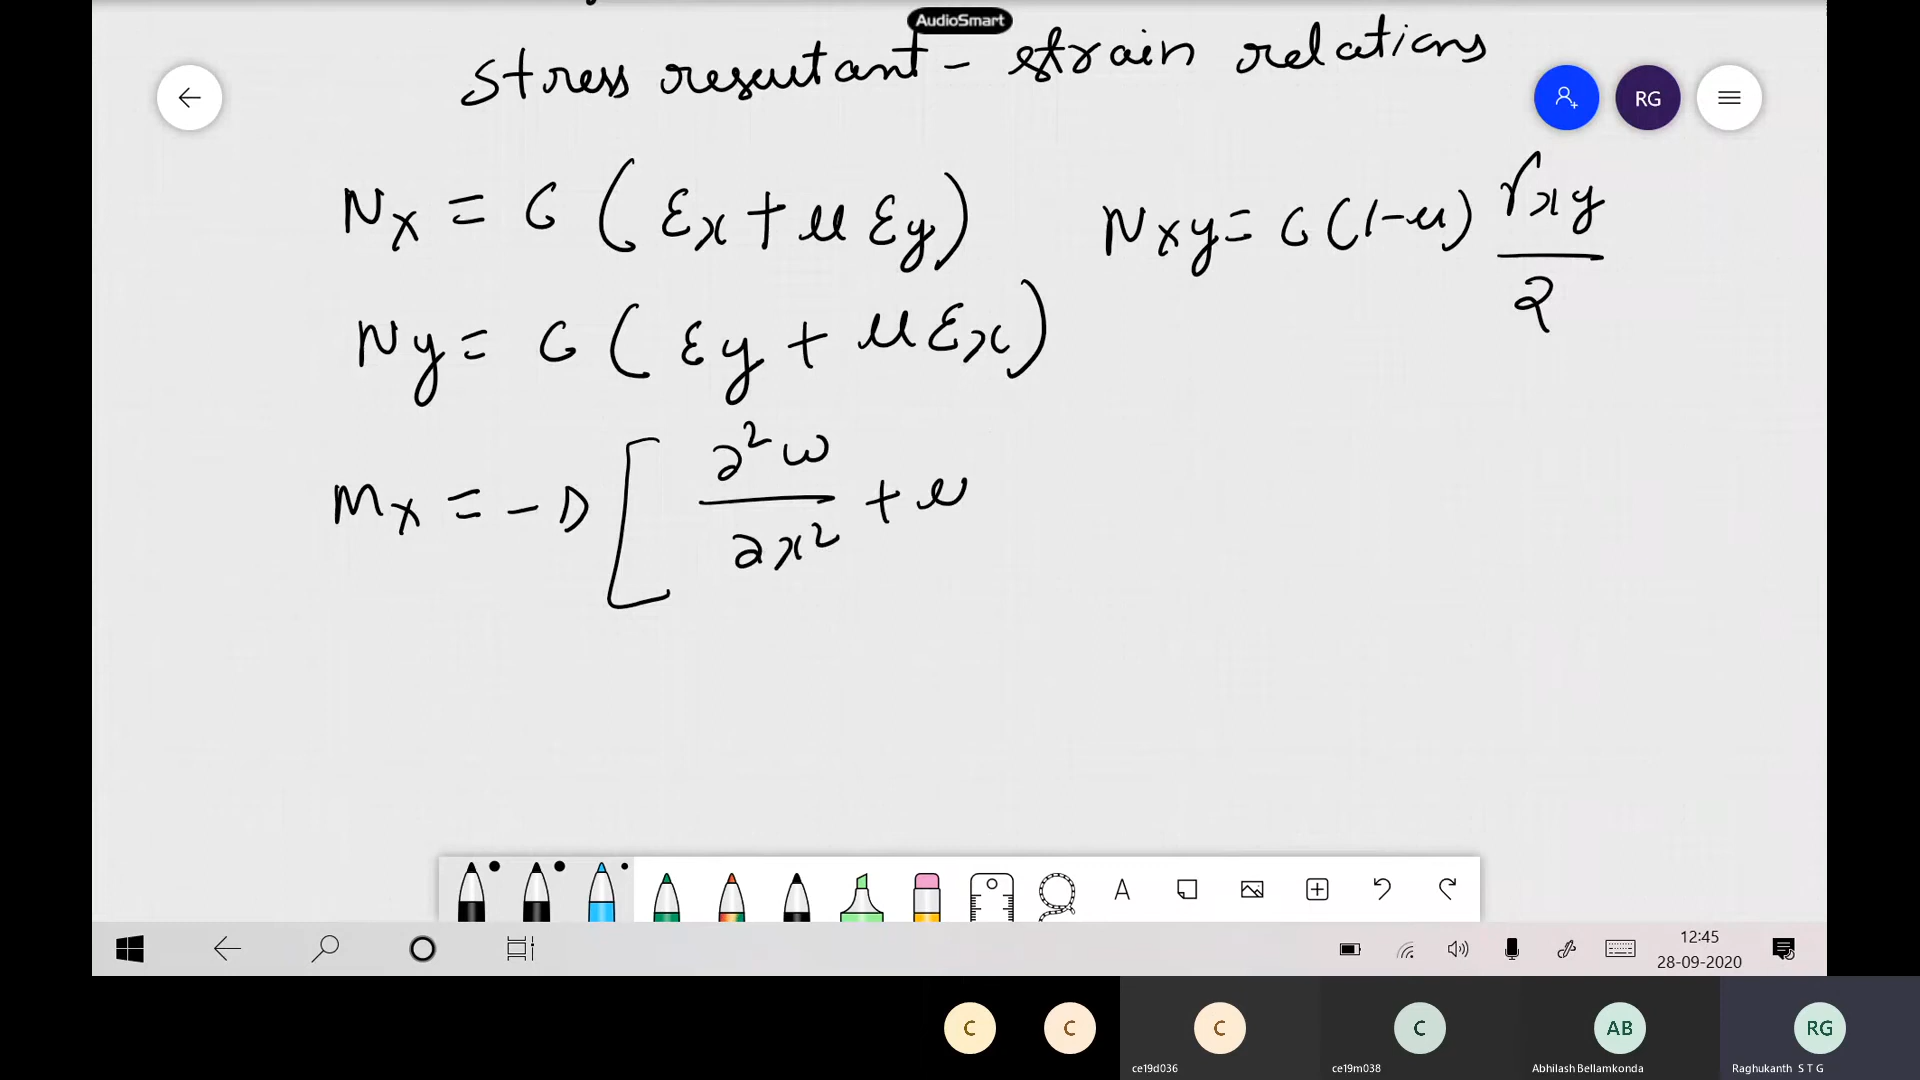 AudioSmart
stress resultant - strain relations
RG
Nx = C ( εx + μ εy )
Nxy = C (1-μ) γxy / 2
Ny = C ( εy + μ εx )
Mx = - D [ ∂²w / ∂x² + μ
A
12:45
28-09-2020
C C C C AB RG
ce19d036 ce19m038 Abhilash Bellamkonda Raghukanth S T G